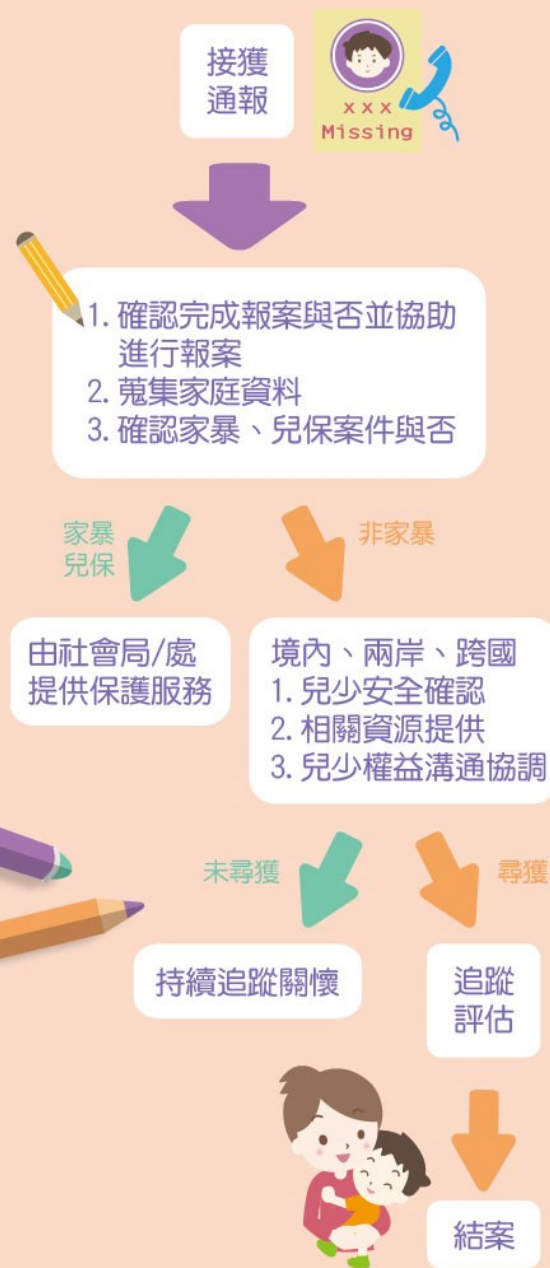 接獲
通報
xxx
Missing
1. 確認完成報案與否並協助
進行報案
2. 蒐集家庭資料
3. 確認家暴、兒保案件與否
家暴
兒保
非家暴
由社會局/處
提供保護服務
境內、兩岸、跨國
1. 兒少安全確認
2. 相關資源提供
3. 兒少權益溝通協調
未尋獲
尋獲
持續追蹤關懷
追蹤
評估
結案